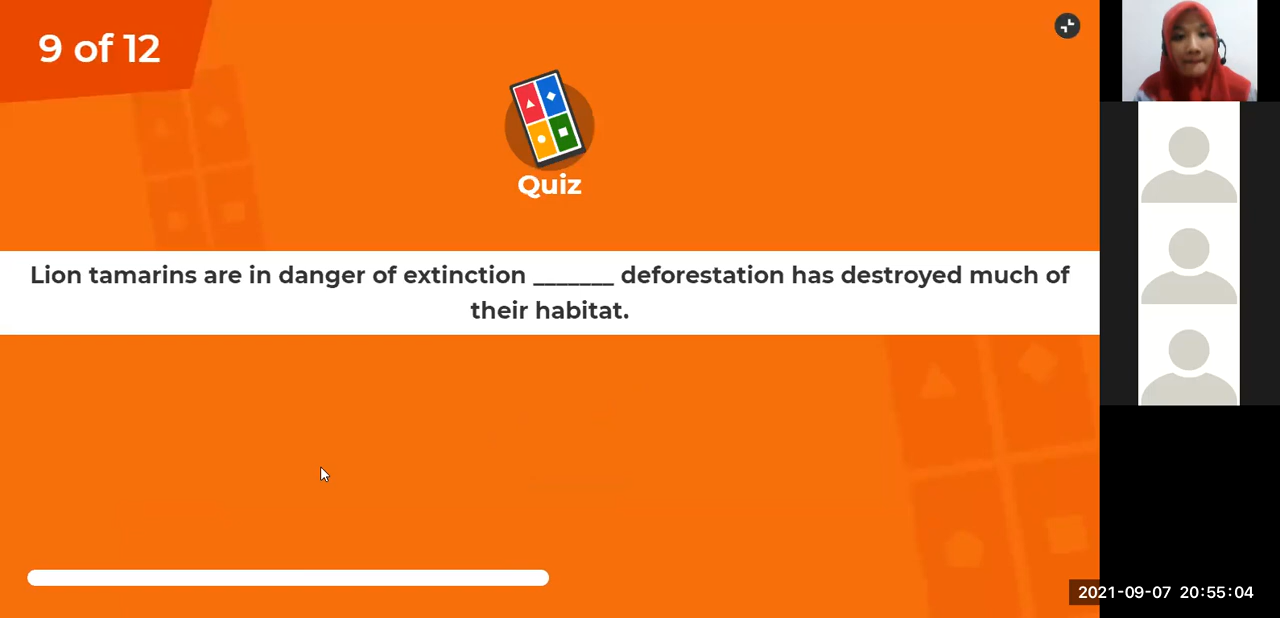 9 of 12
Quiz
Lion tamarins are in danger of extinction _______ deforestation has destroyed much of
their habitat.
2021-09-07 20:55:04